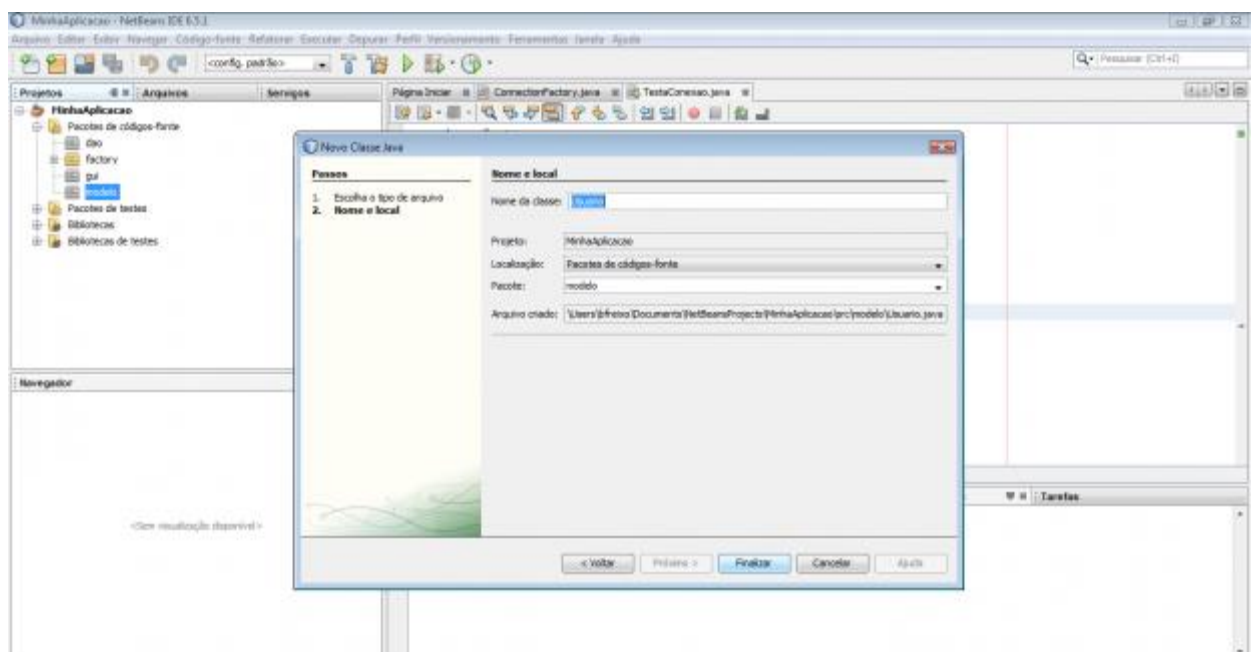 MinhaAplicacao - NetBeans IDE 6.5.1
Arquivo Editar Exibir Navegar Código-fonte Refatorar Executar Depurar Perfil Versionamento Ferramentas Janela Ajuda
<config. padrão>
Pesquisar (Ctrl+I)
Projetos Arquivos Serviços
Página Inicial ConnectionFactory.java TestaConexao.java
MinhaAplicacao
Pacotes de códigos-fonte
dao
factory
gui
modelo
Pacotes de testes
Bibliotecas
Bibliotecas de testes
Navegador
<Sem visualização disponível>
Novo Classe Java
Passos
1. Escolha o tipo de arquivo
2. Nome e local
Nome e local
Nome da classe: Usuario
Projeto: MinhaAplicacao
Localização: Pacotes de códigos-fonte
Pacote: modelo
Arquivo criado: \Users\bfreixo\Documents\NetBeansProjects\MinhaAplicacao\src\modelo\Usuario.java
< Voltar Próximo > Finalizar Cancelar Ajuda
Tarefas